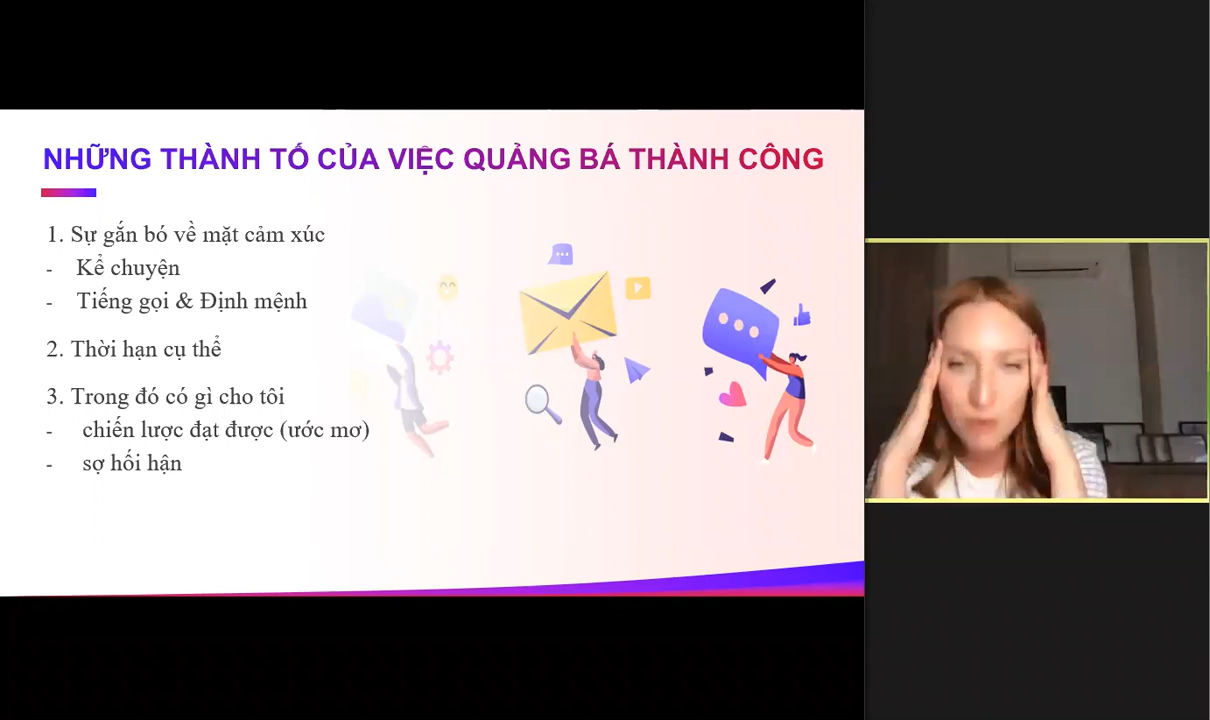 NHỮNG THÀNH TỐ CỦA VIỆC QUẢNG BÁ THÀNH CÔNG
1. Sự gắn bó về mặt cảm xúc
- Kể chuyện
- Tiếng gọi & Định mệnh
2. Thời hạn cụ thể
3. Trong đó có gì cho tôi
- chiến lược đạt được (ước mơ)
- sợ hối hận